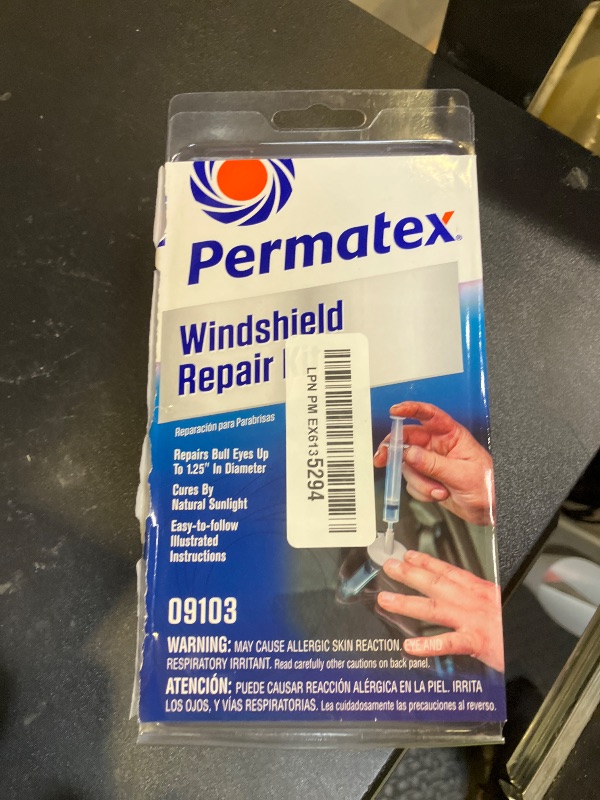 Permatex®
Windshield
Repair
Reparación para Parabrisas
Repairs Bull Eyes Up
To 1.25" In Diameter
Cures By
Natural Sunlight
Easy-to-follow
Illustrated
Instructions
LPN PM EX6135294
09103
WARNING: MAY CAUSE ALLERGIC SKIN REACTION. EYE AND
RESPIRATORY IRRITANT. Read carefully other cautions on back panel.
ATENCIÓN: PUEDE CAUSAR REACCIÓN ALÉRGICA EN LA PIEL. IRRITA
LOS OJOS, Y VÍAS RESPIRATORIAS. Lea cuidadosamente las precauciones al reverso.